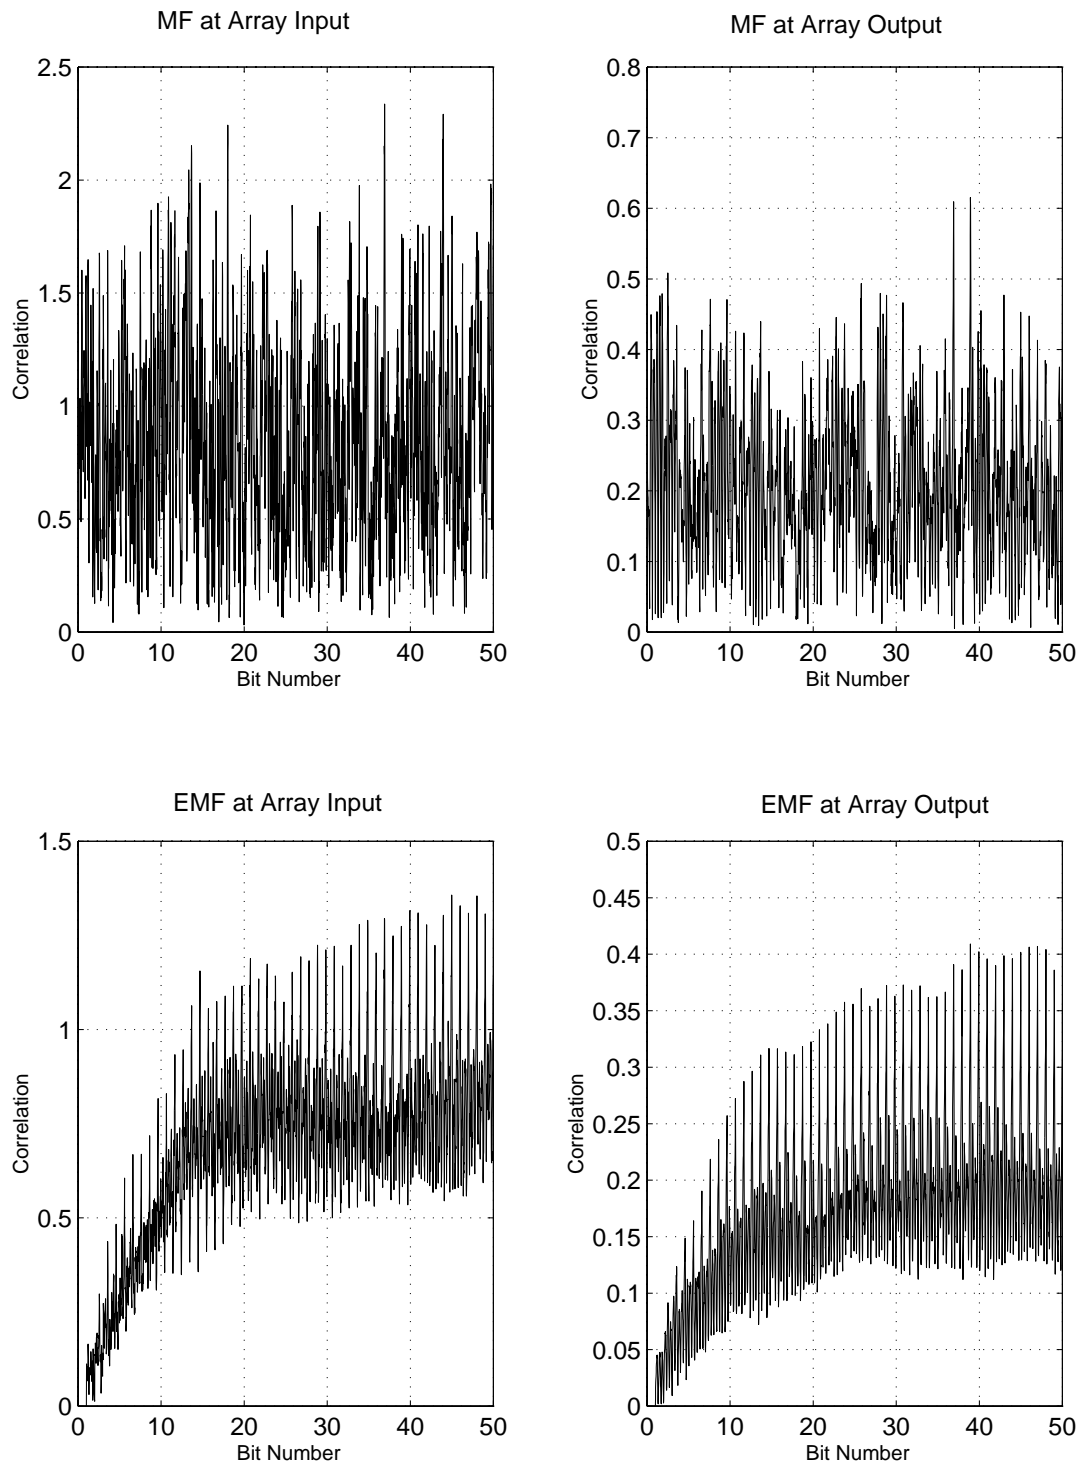 MF at Array Input
2.5
2
1.5
1
0.5
0
0 10 20 30 40 50
Correlation
Bit Number
MF at Array Output
0.8
0.7
0.6
0.5
0.4
0.3
0.2
0.1
0
0 10 20 30 40 50
Correlation
Bit Number
EMF at Array Input
1.5
1
0.5
0
0 10 20 30 40 50
Correlation
Bit Number
EMF at Array Output
0.5
0.45
0.4
0.35
0.3
0.25
0.2
0.15
0.1
0.05
0
0 10 20 30 40 50
Correlation
Bit Number